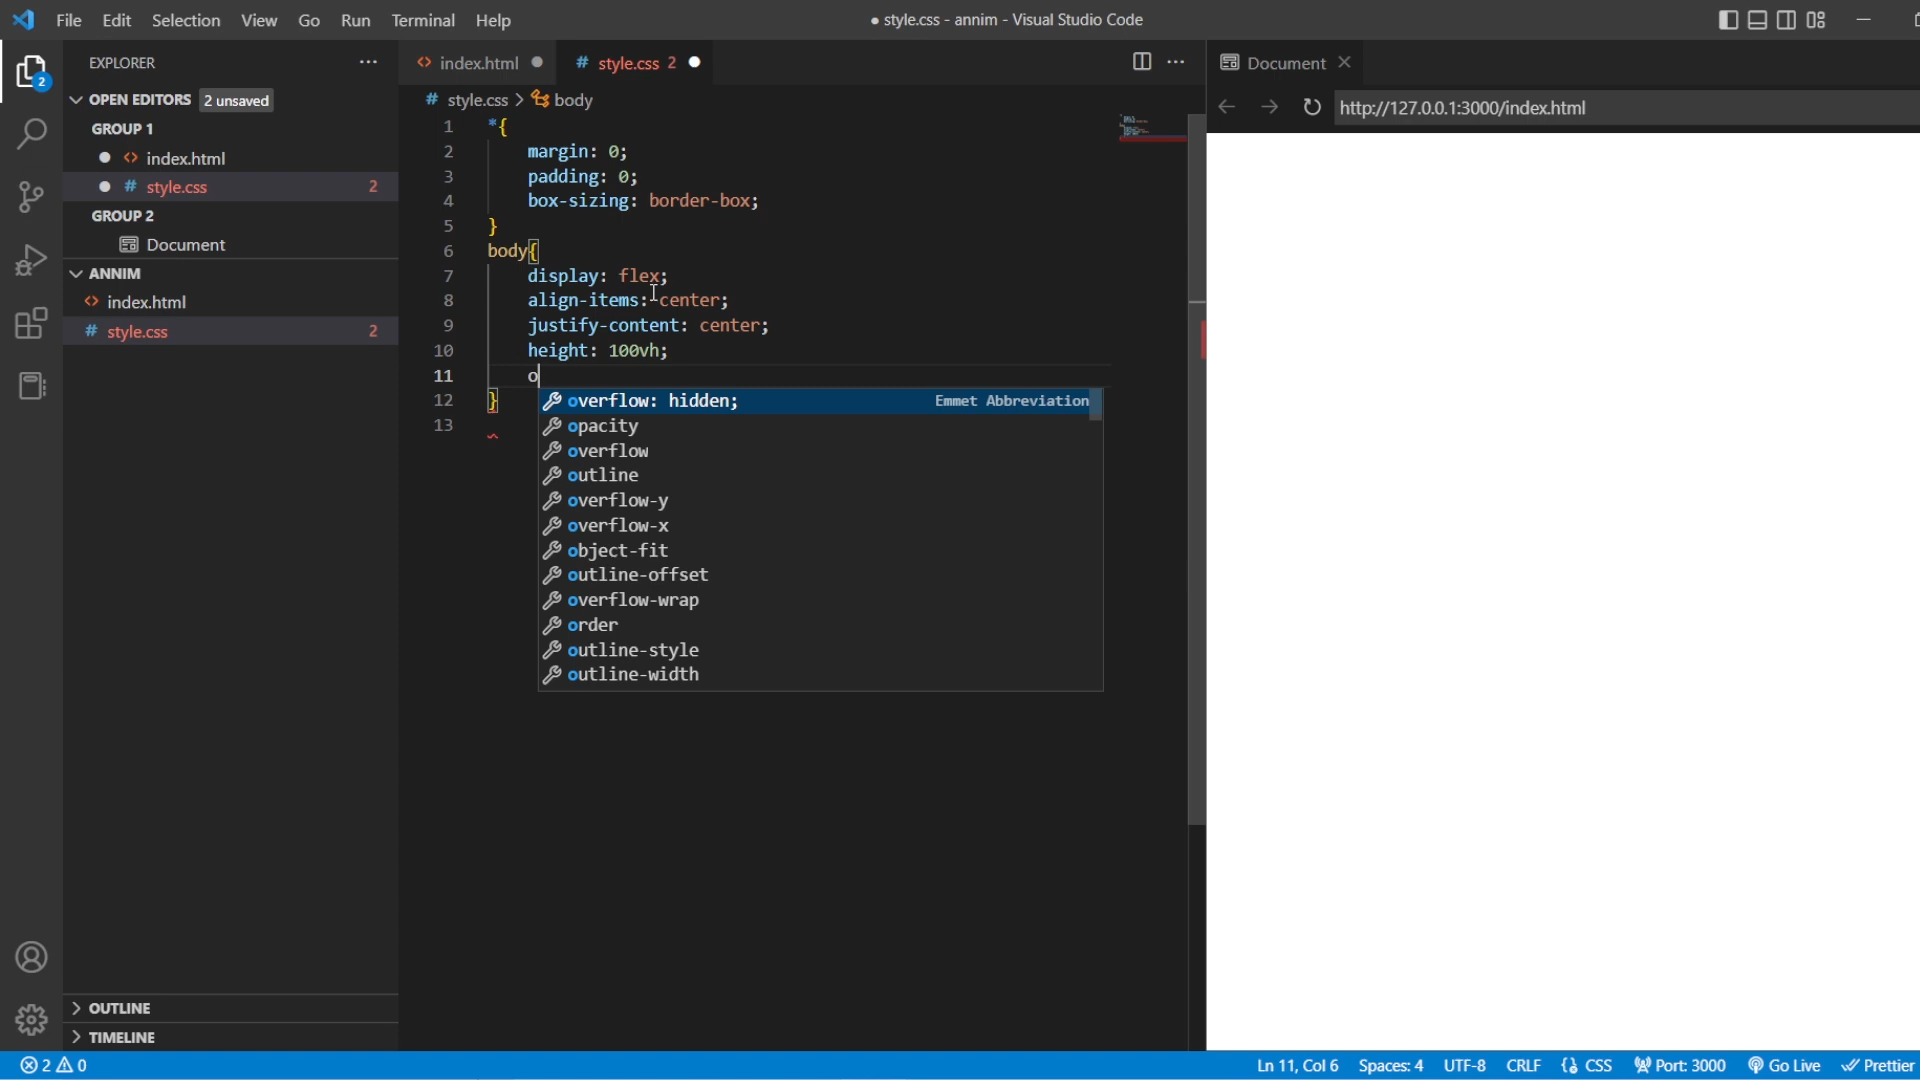 File Edit Selection View Go Run Terminal Help
● style.css - annim - Visual Studio Code
2
EXPLORER ...
OPEN EDITORS 2 unsaved
GROUP 1
● <> index.html
● # style.css 2
GROUP 2
Document
ANNIM
<> index.html
# style.css 2
OUTLINE
TIMELINE
<> index.html ● # style.css 2 ●
# style.css > body
1 *{
2 margin: 0;
3 padding: 0;
4 box-sizing: border-box;
5 }
6 body{
7 display: flex;
8 align-items: center;
9 justify-content: center;
10 height: 100vh;
11 o
12 }
13
overflow: hidden; Emmet Abbreviation
opacity
overflow
outline
overflow-y
overflow-x
object-fit
outline-offset
overflow-wrap
order
outline-style
outline-width
Document
http://127.0.0.1:3000/index.html
2 0 Ln 11, Col 6 Spaces: 4 UTF-8 CRLF {} CSS Port: 3000 Go Live Prettier